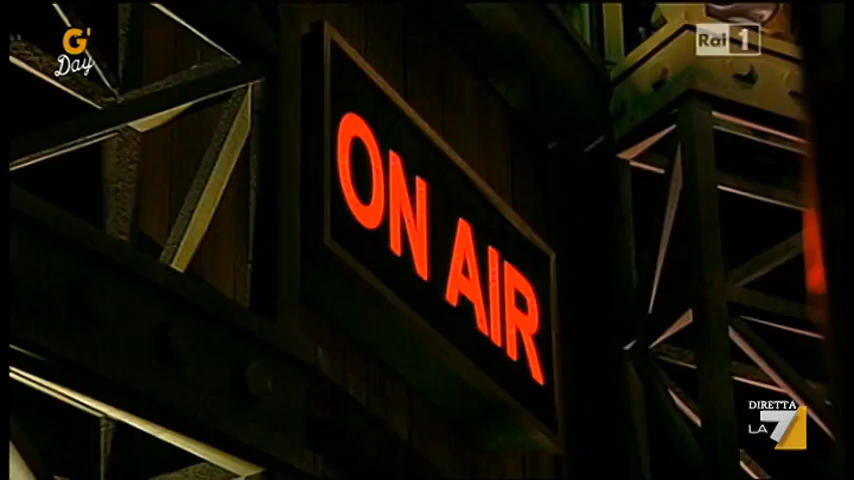 G'
Day
Rai 1
ON AIR
DIRETTA
LA 7